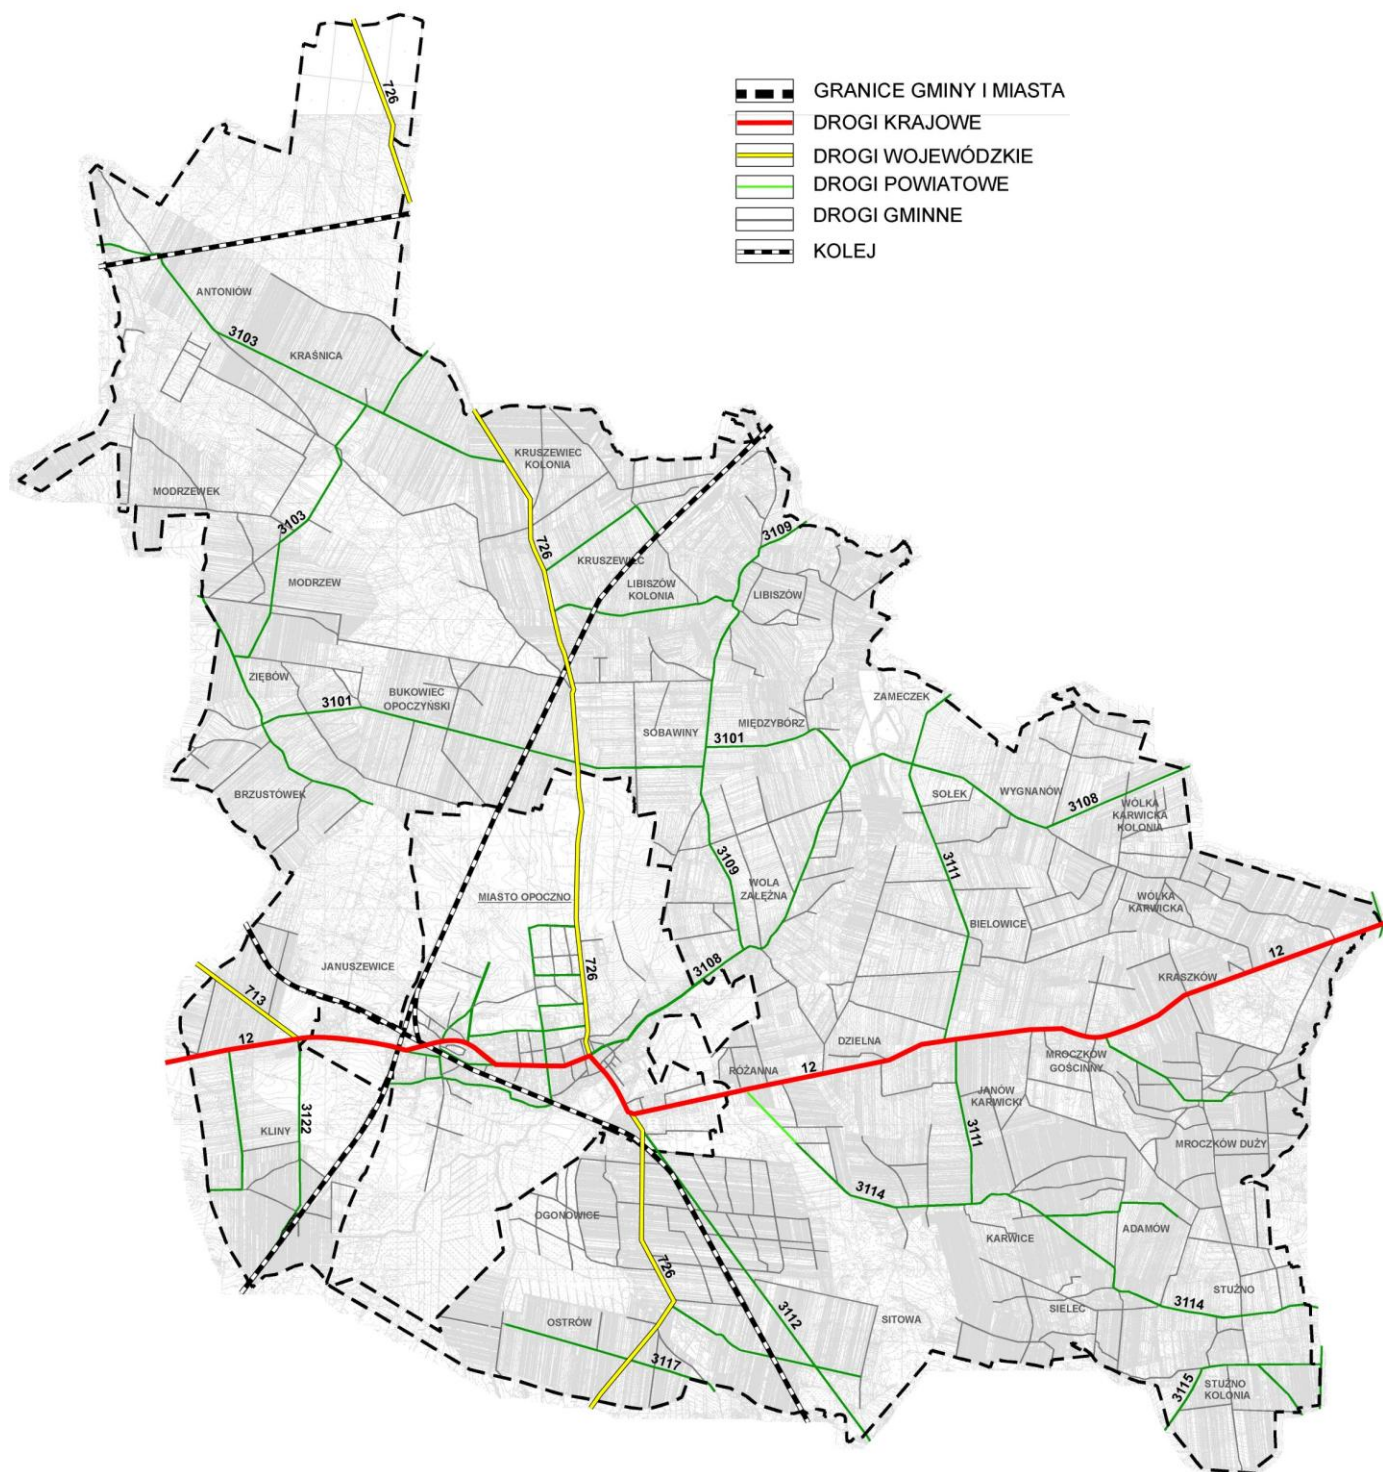 726
GRANICE GMINY I MIASTA
DROGI KRAJOWE
DROGI WOJEWÓDZKIE
DROGI POWIATOWE
DROGI GMINNE
KOLEJ
ANTONIÓW
3103
KRAŚNICA
KRUSZEWIEC
KOLONIA
MODRZEWEK
3103
726
3109
KRUSZEWIEC
MODRZEW
LIBISZÓW
KOLONIA
LIBISZÓW
ZIĘBÓW
BUKOWIEC
OPOCZYŃSKI
3101
ZAMECZEK
SOBAWINY
MIĘDZYBÓRZ
3101
BRZUSTÓWEK
SOŁEK
WYGNANÓW
3108
WÓLKA
KARWICKA
KOLONIA
3109
3111
WOLA
ZAŁĘŻNA
MIASTO OPOCZNO
WÓLKA
KARWICKA
BIELOWICE
726
3108
JANUSZEWICE
713
12
KRASZKÓW
12
DZIELNA
RÓŻANNA
12
MROCZKÓW
GOŚCINNY
JANÓW
KARWICKI
KLINY
3122
3111
MROCZKÓW DUŻY
3114
OGONOWICE
KARWICE
ADAMÓW
726
STUŻNO
3114
SIELEC
3112
SITOWA
OSTRÓW
3117
3115
STUŻNO
KOLONIA